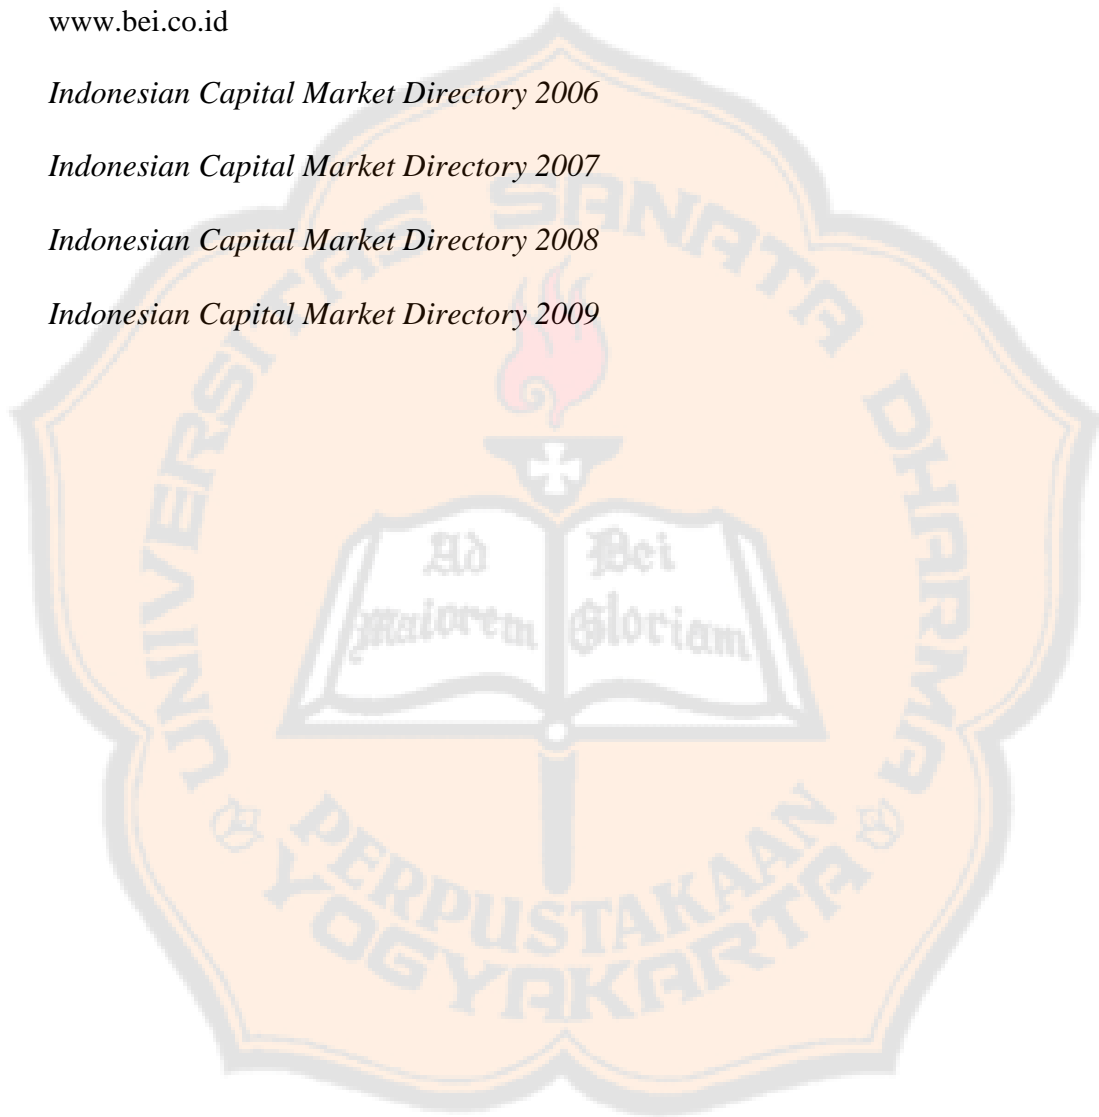 www.bei.co.id
Indonesian Capital Market Directory 2006
Indonesian Capital Market Directory 2007
Indonesian Capital Market Directory 2008
Indonesian Capital Market Directory 2009
UNIVERSITAS SANATA DHARMA
Ad Dei
Maiorem Gloriam
PERPUSTAKAAN
YOGYAKARTA